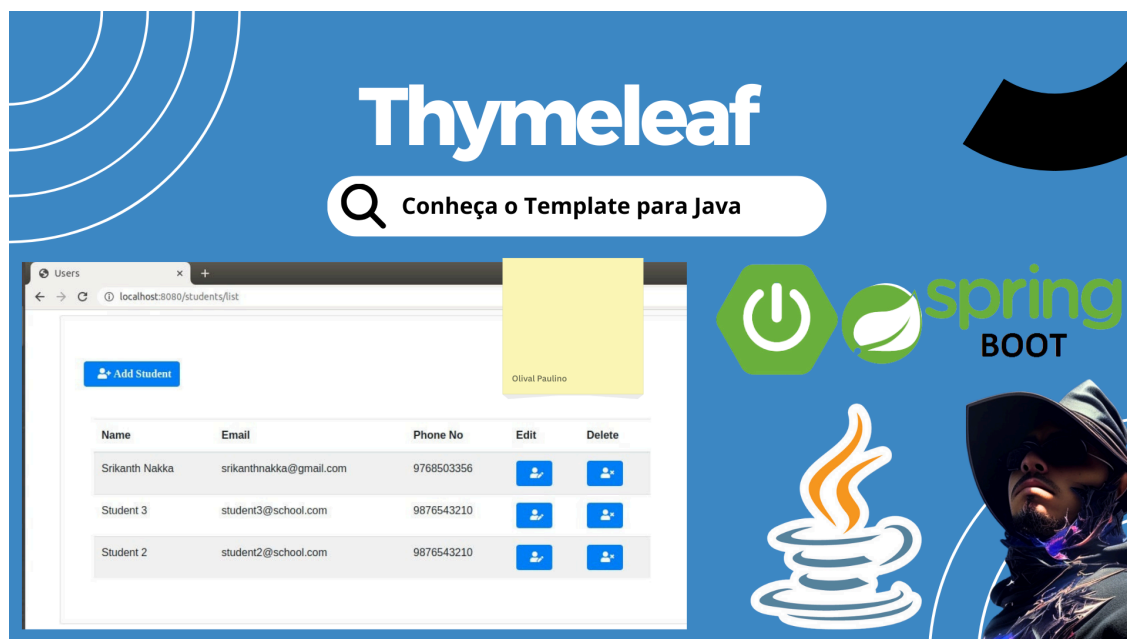 Thymeleaf
Conheça o Template para Java
Users × +
localhost:8080/students/list
Olival Paulino
Add Student
Name Email Phone No Edit Delete
Srikanth Nakka srikanthnakka@gmail.com 9768503356
Student 3 student3@school.com 9876543210
Student 2 student2@school.com 9876543210
spring
BOOT